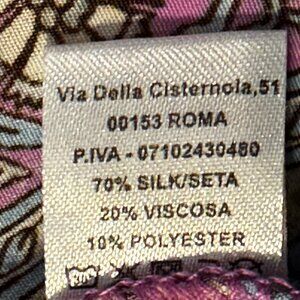 Via Della Cisternola,51
00153 ROMA
P.IVA - 07102430480
70% SILK/SETA
20% VISCOSA
10% POLYESTER